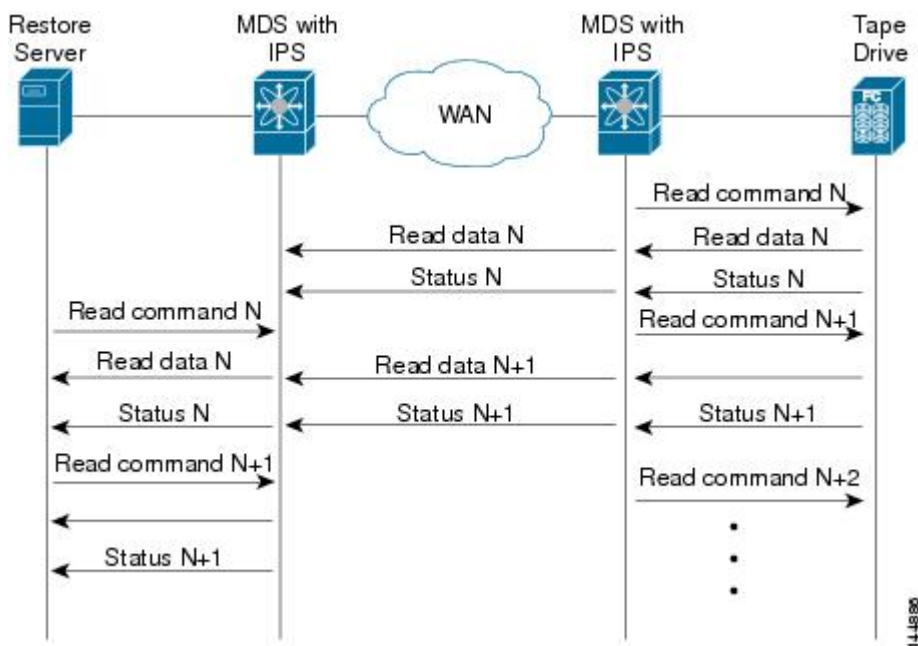 Restore
Server
MDS with
IPS
MDS with
IPS
Tape
Drive
WAN
FC
Read command N
Read data N
Read data N
Status N
Status N
Read command N
Read command N+1
Read data N
Read data N+1
Status N
Status N+1
Status N+1
Read command N+1
Read command N+2
Status N+1